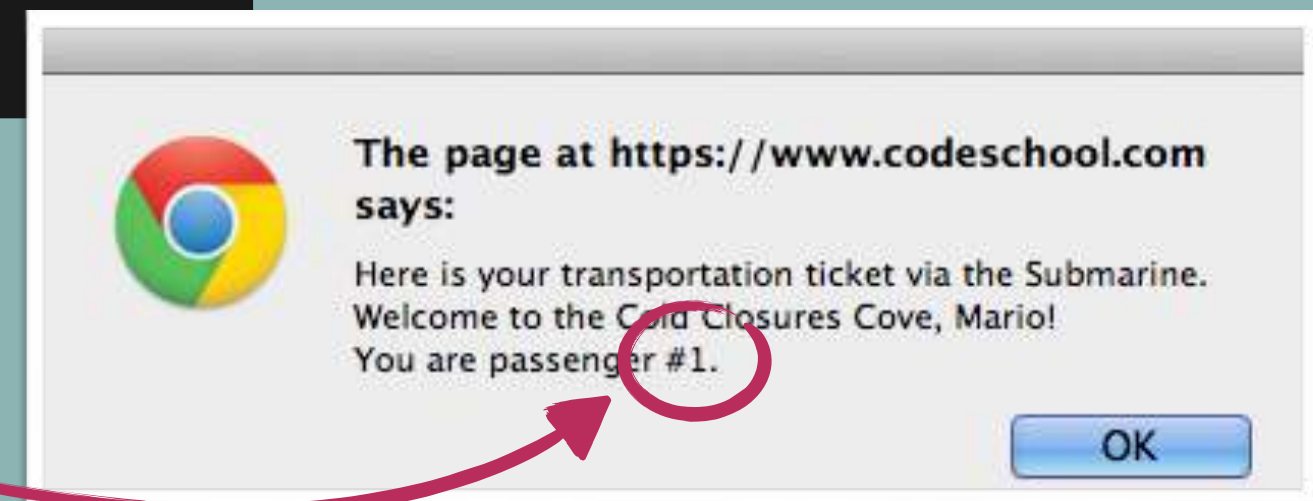 The page at https://www.codeschool.com
says:
Here is your transportation ticket via the Submarine.
Welcome to the Cold Closures Cove, Mario!
You are passenger #1.
OK